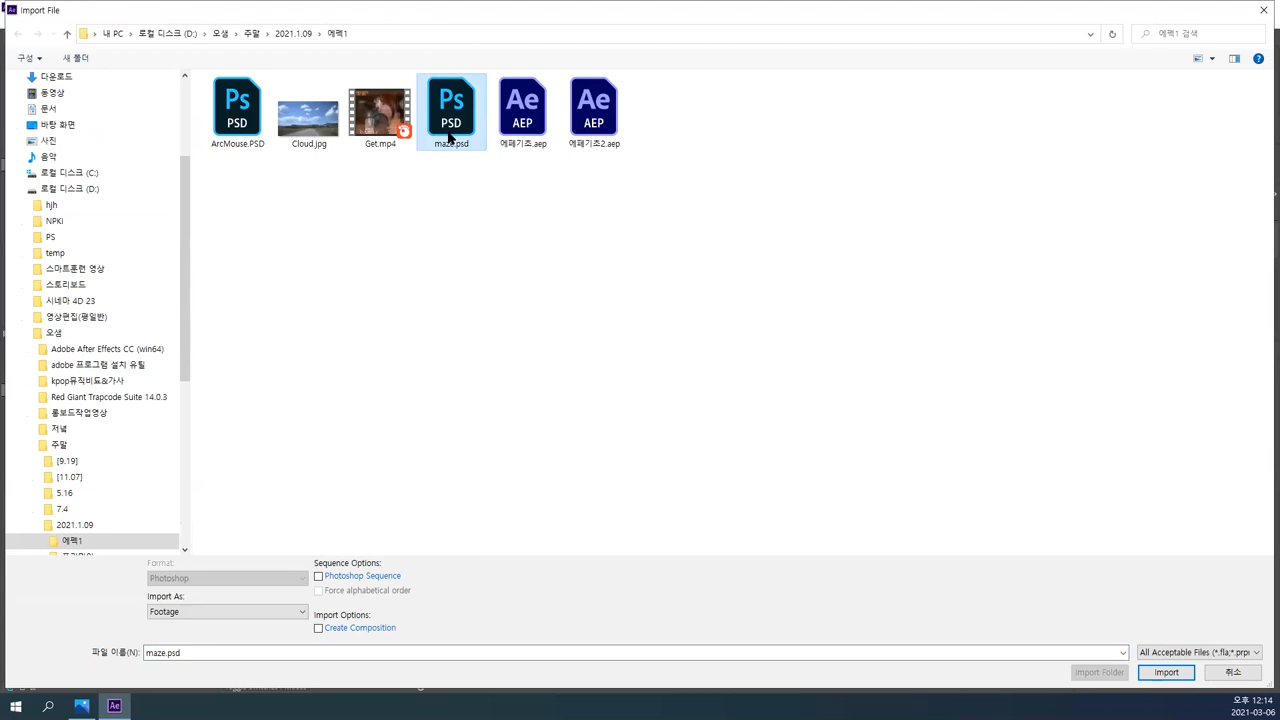 Import File
내 PC
로컬 디스크 (D:)
오샘
주말
2021.1.09
에펙1
에펙1 검색
구성
새 폴더
다운로드
동영상
문서
바탕 화면
사진
음악
로컬 디스크 (C:)
로컬 디스크 (D:)
hjh
NPKI
PS
temp
스마트훈련 영상
스토리보드
시네마 4D 23
영상편집(평일반)
오샘
Adobe After Effects CC (win64)
adobe 프로그램 설치 유틸
kpop뮤직비됴&가사
Red Giant Trapcode Suite 14.0.3
홍보드작업영상
저녁
주말
[9.19]
[11.07]
5.16
7.4
2021.1.09
에펙1
Ps
PSD
ArcMouse.PSD
Cloud.jpg
Get.mp4
Ps
PSD
maze.psd
Ae
AEP
에페기조.aep
Ae
AEP
에페기조2.aep
Format:
Photoshop
Import As:
Footage
Sequence Options:
Photoshop Sequence
Force alphabetical order
Import Options:
Create Composition
파일 이름(N):
maze.psd
All Acceptable Files (*.fla;*.prpr
Import Folder
Import
취소
오후 12:14
2021-03-06